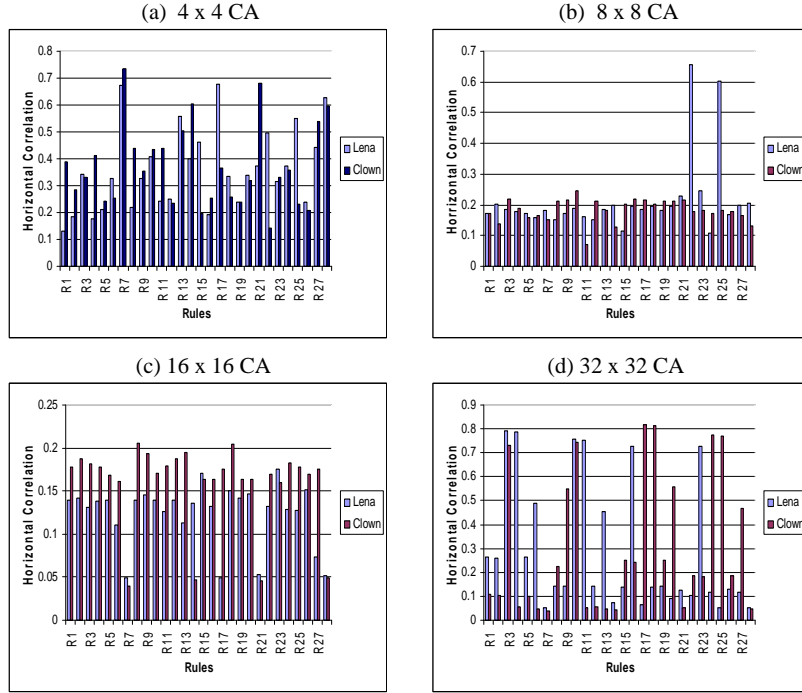 (a) 4 x 4 CA
Horizontal Correlation
0.8
0.7
0.6
0.5
0.4
0.3
0.2
0.1
0
R1
R3
R5
R7
R9
R11
R13
R15
R17
R19
R21
R23
R25
R27
Rules
Lena
Clown
(b) 8 x 8 CA
Horrizontal Correlation
0.7
0.6
0.5
0.4
0.3
0.2
0.1
0
R1
R3
R5
R7
R9
R11
R13
R15
R17
R19
R21
R23
R25
R27
Rules
Lena
Clown
(c) 16 x 16 CA
Horizontal Correlation
0.25
0.2
0.15
0.1
0.05
0
R1
R3
R5
R7
R9
R11
R13
R15
R17
R19
R21
R23
R25
R27
Rules
Lena
Clown
(d) 32 x 32 CA
Horizontal Correlation
0.9
0.8
0.7
0.6
0.5
0.4
0.3
0.2
0.1
0
R1
R3
R5
R7
R9
R11
R13
R15
R17
R19
R21
R23
R25
R27
Rules
Lena
Clown